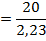 = 20/2,23